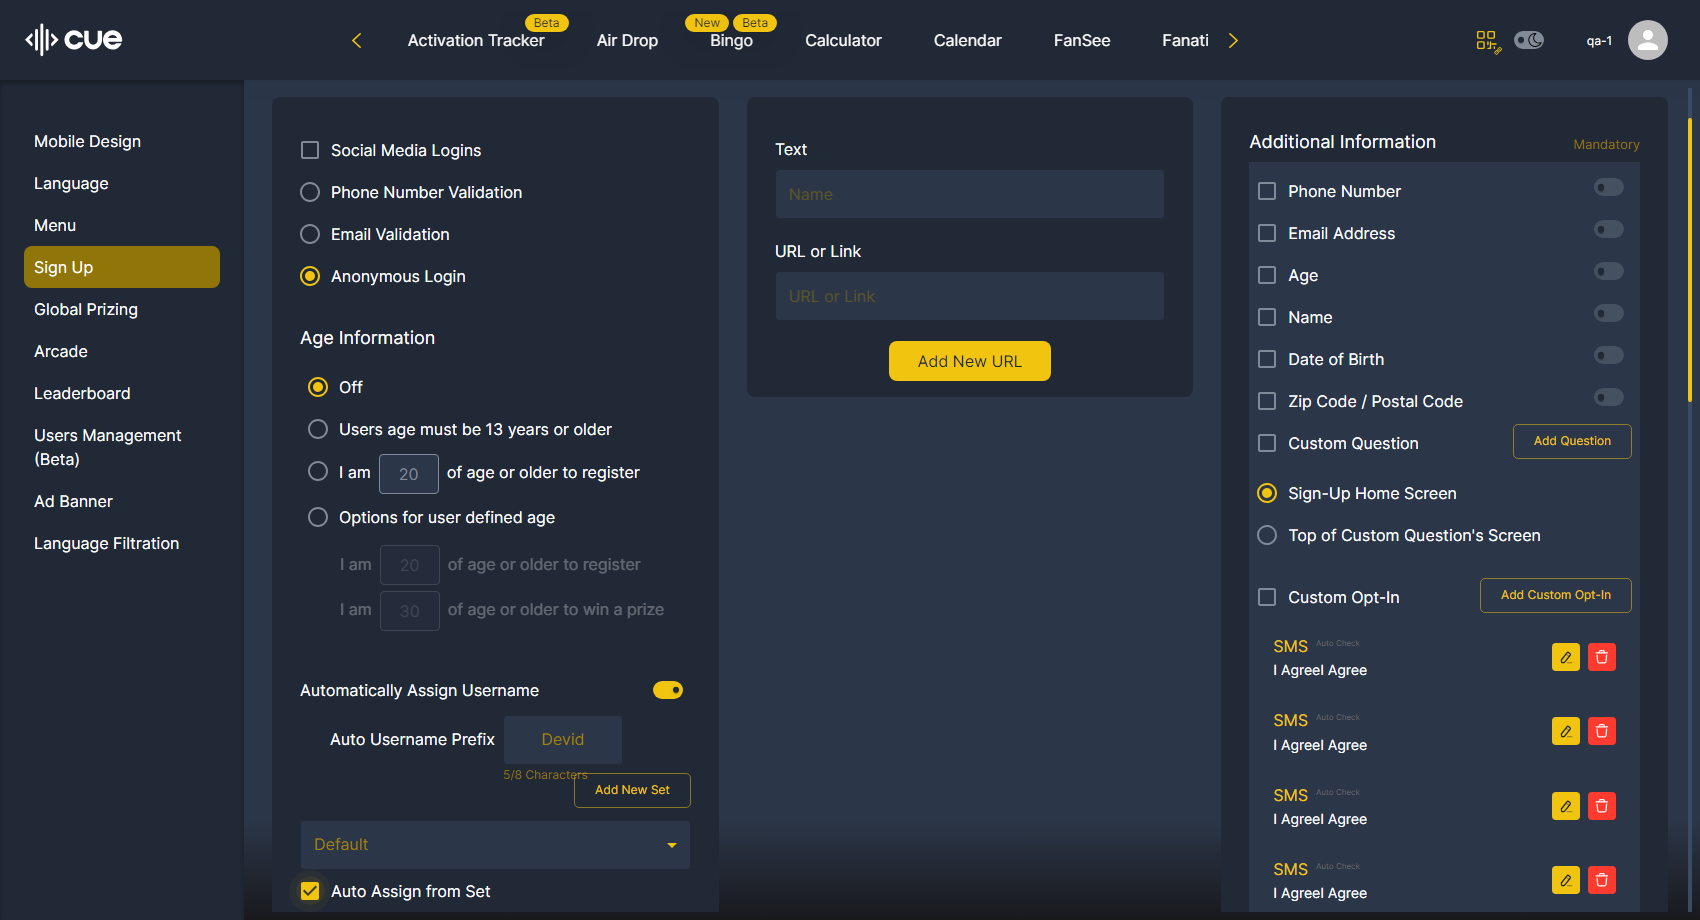 cue
Beta
New
Beta
Activation Tracker
Air Drop
Bingo
Calculator
Calendar
FanSee
Fanati
qa-1
Mobile Design
Language
Menu
Sign Up
Global Prizing
Arcade
Leaderboard
Users Management
(Beta)
Ad Banner
Language Filtration
Social Media Logins
Phone Number Validation
Email Validation
Anonymous Login
Age Information
Off
Users age must be 13 years or older
I am 20 of age or older to register
Options for user defined age
I am 20 of age or older to register
I am 30 of age or older to win a prize
Automatically Assign Username
Auto Username Prefix Devid
5/8 Characters
Add New Set
Default
Auto Assign from Set
Text
Name
URL or Link
URL or Link
Add New URL
Additional Information
Mandatory
Phone Number
Email Address
Age
Name
Date of Birth
Zip Code / Postal Code
Custom Question
Add Question
Sign-Up Home Screen
Top of Custom Question's Screen
Custom Opt-In
Add Custom Opt-In
SMS Auto Check
I AgreeI Agree
SMS Auto Check
I AgreeI Agree
SMS Auto Check
I AgreeI Agree
SMS Auto Check
I AgreeI Agree